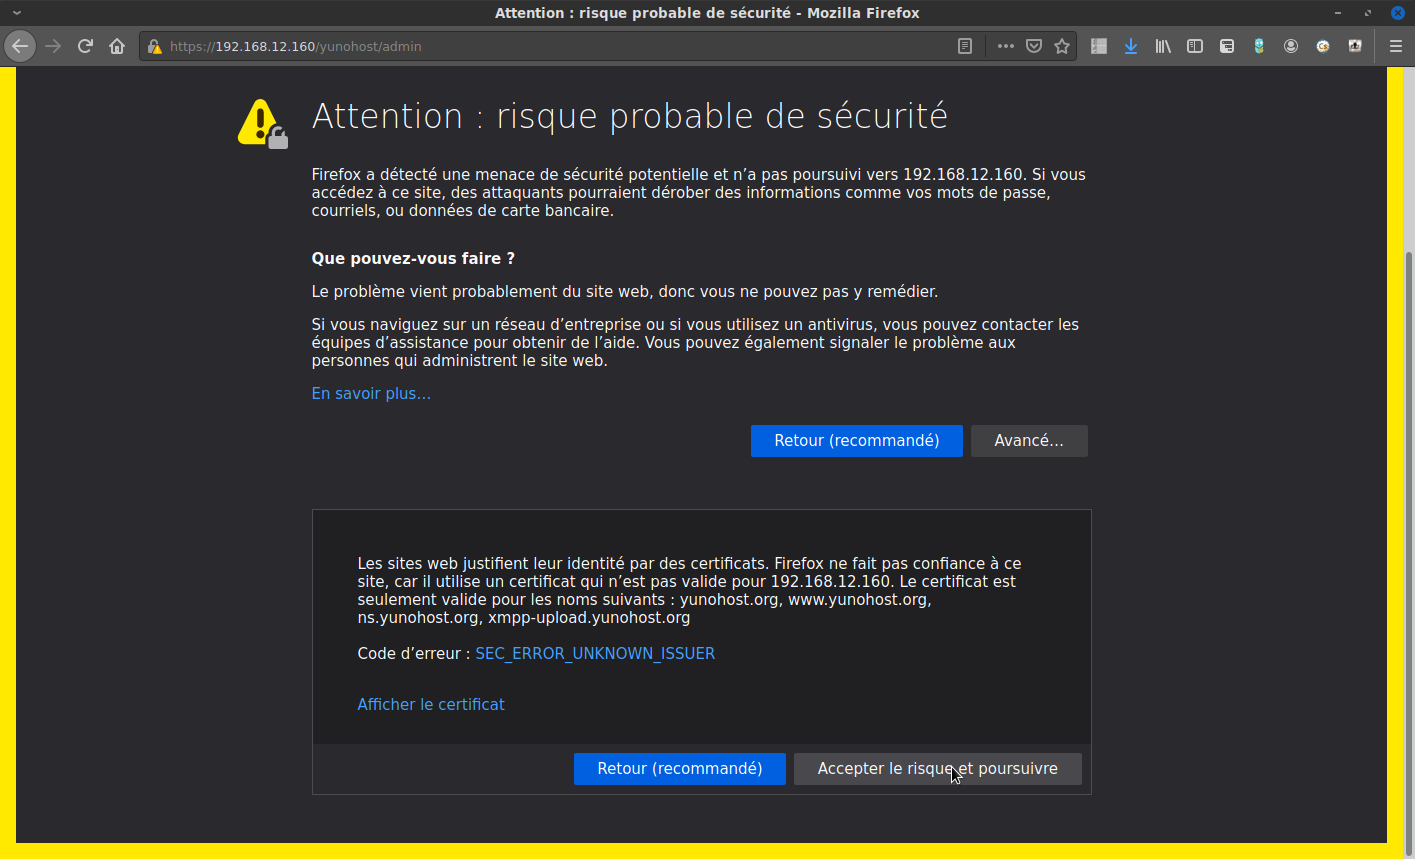 Attention : risque probable de sécurité - Mozilla Firefox
https://192.168.12.160/yunohost/admin
Attention : risque probable de sécurité
Firefox a détecté une menace de sécurité potentielle et n’a pas poursuivi vers 192.168.12.160. Si vous
accédez à ce site, des attaquants pourraient dérober des informations comme vos mots de passe,
courriels, ou données de carte bancaire.
Que pouvez-vous faire ?
Le problème vient probablement du site web, donc vous ne pouvez pas y remédier.
Si vous naviguez sur un réseau d’entreprise ou si vous utilisez un antivirus, vous pouvez contacter les
équipes d’assistance pour obtenir de l’aide. Vous pouvez également signaler le problème aux
personnes qui administrent le site web.
En savoir plus…
Retour (recommandé) Avancé…
Les sites web justifient leur identité par des certificats. Firefox ne fait pas confiance à ce
site, car il utilise un certificat qui n’est pas valide pour 192.168.12.160. Le certificat est
seulement valide pour les noms suivants : yunohost.org, www.yunohost.org,
ns.yunohost.org, xmpp-upload.yunohost.org
Code d’erreur : SEC_ERROR_UNKNOWN_ISSUER
Afficher le certificat
Retour (recommandé) Accepter le risque et poursuivre